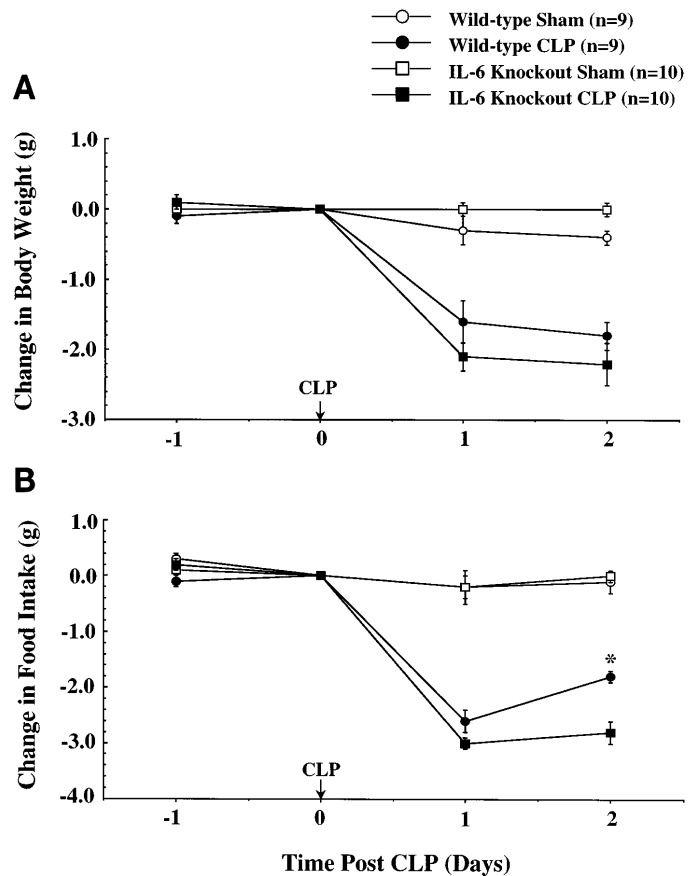 Wild-type Sham (n=9)
Wild-type CLP (n=9)
IL-6 Knockout Sham (n=10)
IL-6 Knockout CLP (n=10)
A
Change in Body Weight (g)
1.0
0.0
-1.0
-2.0
-3.0
CLP
-1 0 1 2
B
Change in Food Intake (g)
1.0
0.0
-1.0
-2.0
-3.0
-4.0
*
CLP
-1 0 1 2
Time Post CLP (Days)